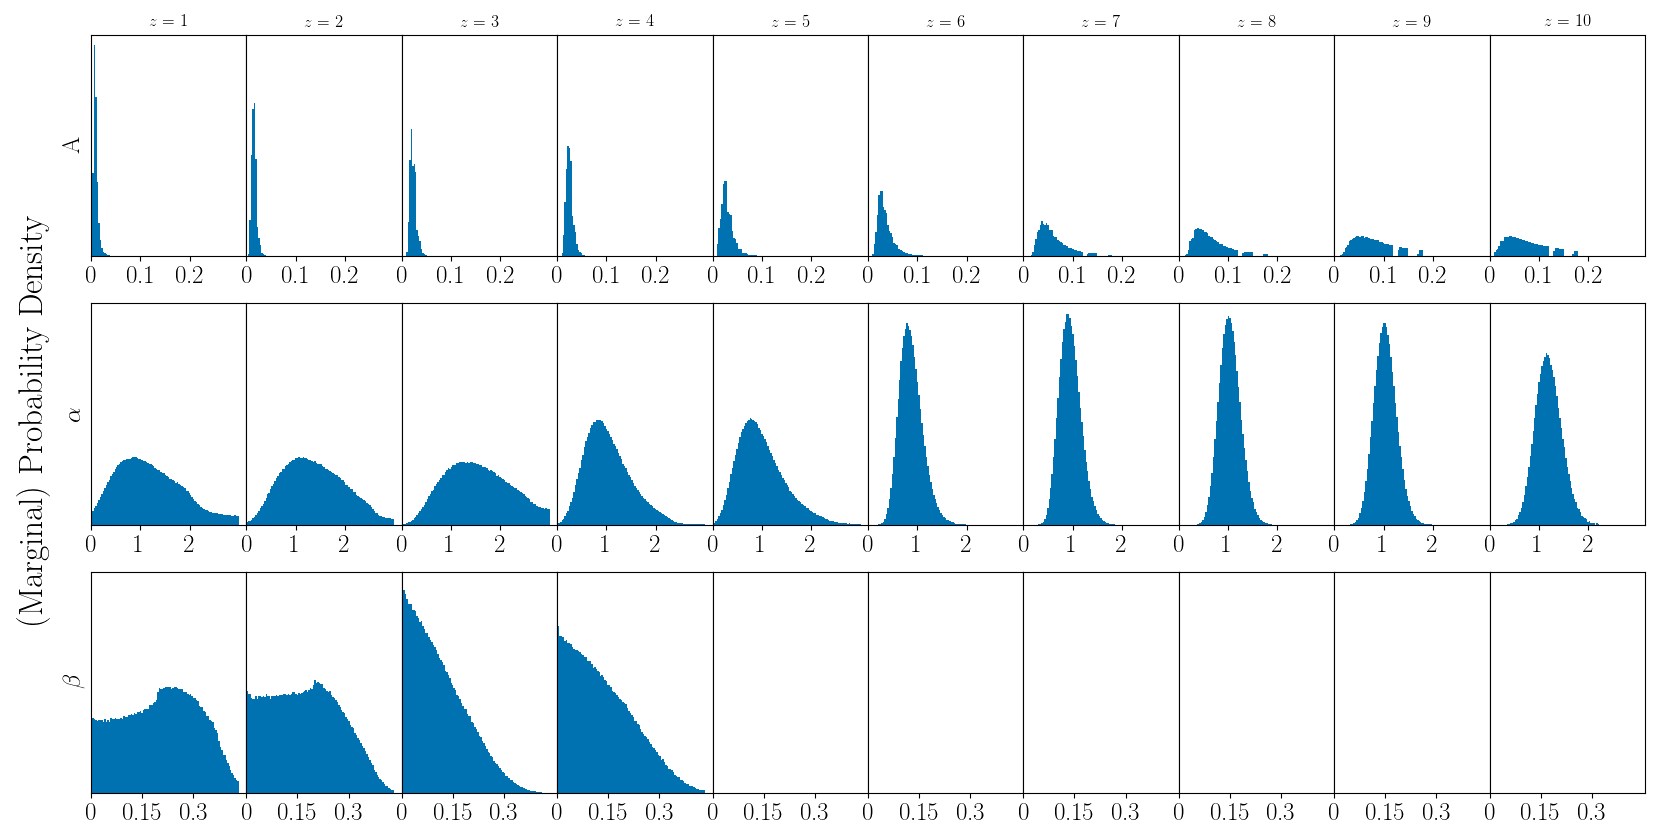 z = 1 z = 2 z = 3 z = 4 z = 5 z = 6 z = 7 z = 8 z = 9 z = 10
(Marginal) Probability Density
A
0 0.1 0.2 0 0.1 0.2 0 0.1 0.2 0 0.1 0.2 0 0.1 0.2 0 0.1 0.2 0 0.1 0.2 0 0.1 0.2 0 0.1 0.2 0 0.1 0.2
α
0 1 2 0 1 2 0 1 2 0 1 2 0 1 2 0 1 2 0 1 2 0 1 2 0 1 2 0 1 2
β
0 0.15 0.3 0 0.15 0.3 0 0.15 0.3 0 0.15 0.3 0 0.15 0.3 0 0.15 0.3 0 0.15 0.3 0 0.15 0.3 0 0.15 0.3 0 0.15 0.3